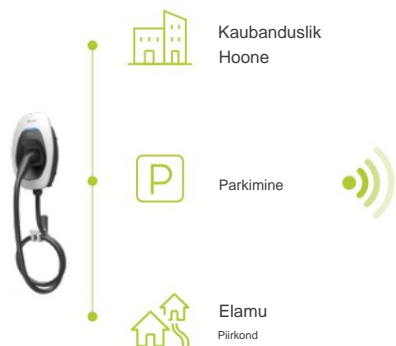 Kaubanduslik
Hoone
P
Parkimine
Elamu
Piirkond